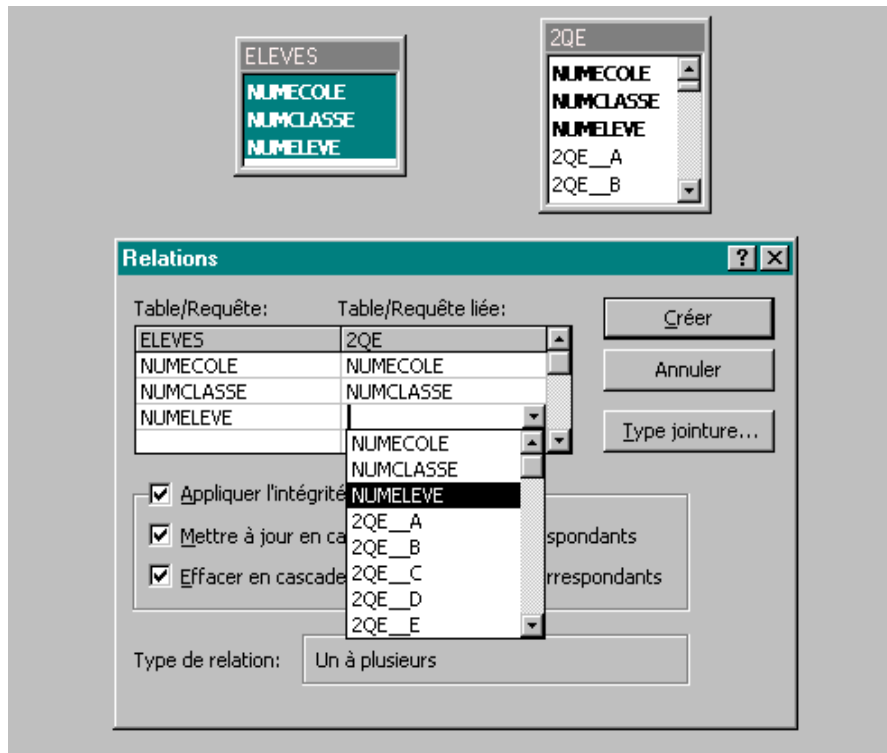 ELEVES
NUMECOLE
NUMCLASSE
NUMELEVE
2QE
NUMECOLE
NUMCLASSE
NUMELEVE
2QE__A
2QE__B
Relations
Table/Requête: Table/Requête liée:
ELEVES 2QE
NUMECOLE NUMECOLE
NUMCLASSE NUMCLASSE
NUMELEVE
Créer
Annuler
Type jointure...
NUMECOLE
NUMCLASSE
NUMELEVE
2QE__A
2QE__B
2QE__C
2QE__D
2QE__E
Appliquer l'intégrité
Mettre à jour en ca spondants
Effacer en cascade rrespondants
Type de relation: Un à plusieurs